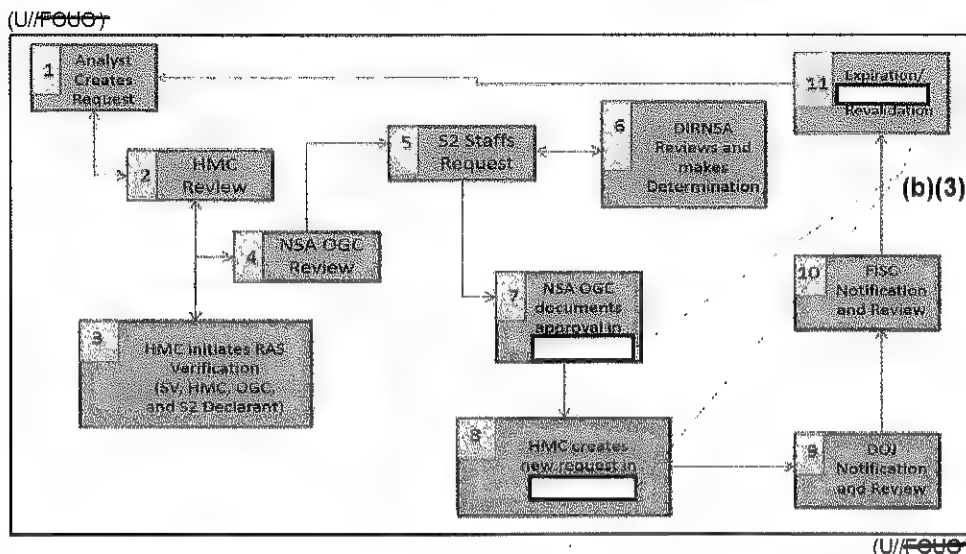 (U//FOUO)
1
Analyst
Creates
Request
2
HMC
Review
3
HMC initiates RAS
verification
(SV, HMC, OGC,
and S2 Declarant)
4
NSA OGC
Review
5
S2 Staffs
Request
6
DIRNSA
Reviews and
makes
Determination
7
NSA OGC
documents
approval in
8
HMC creates
new request in
9
DOJ
Notification
and Review
10
FISC
Notification
and Review
11
Expiration/
Revalidation
(b)(3)
(U//FOUO